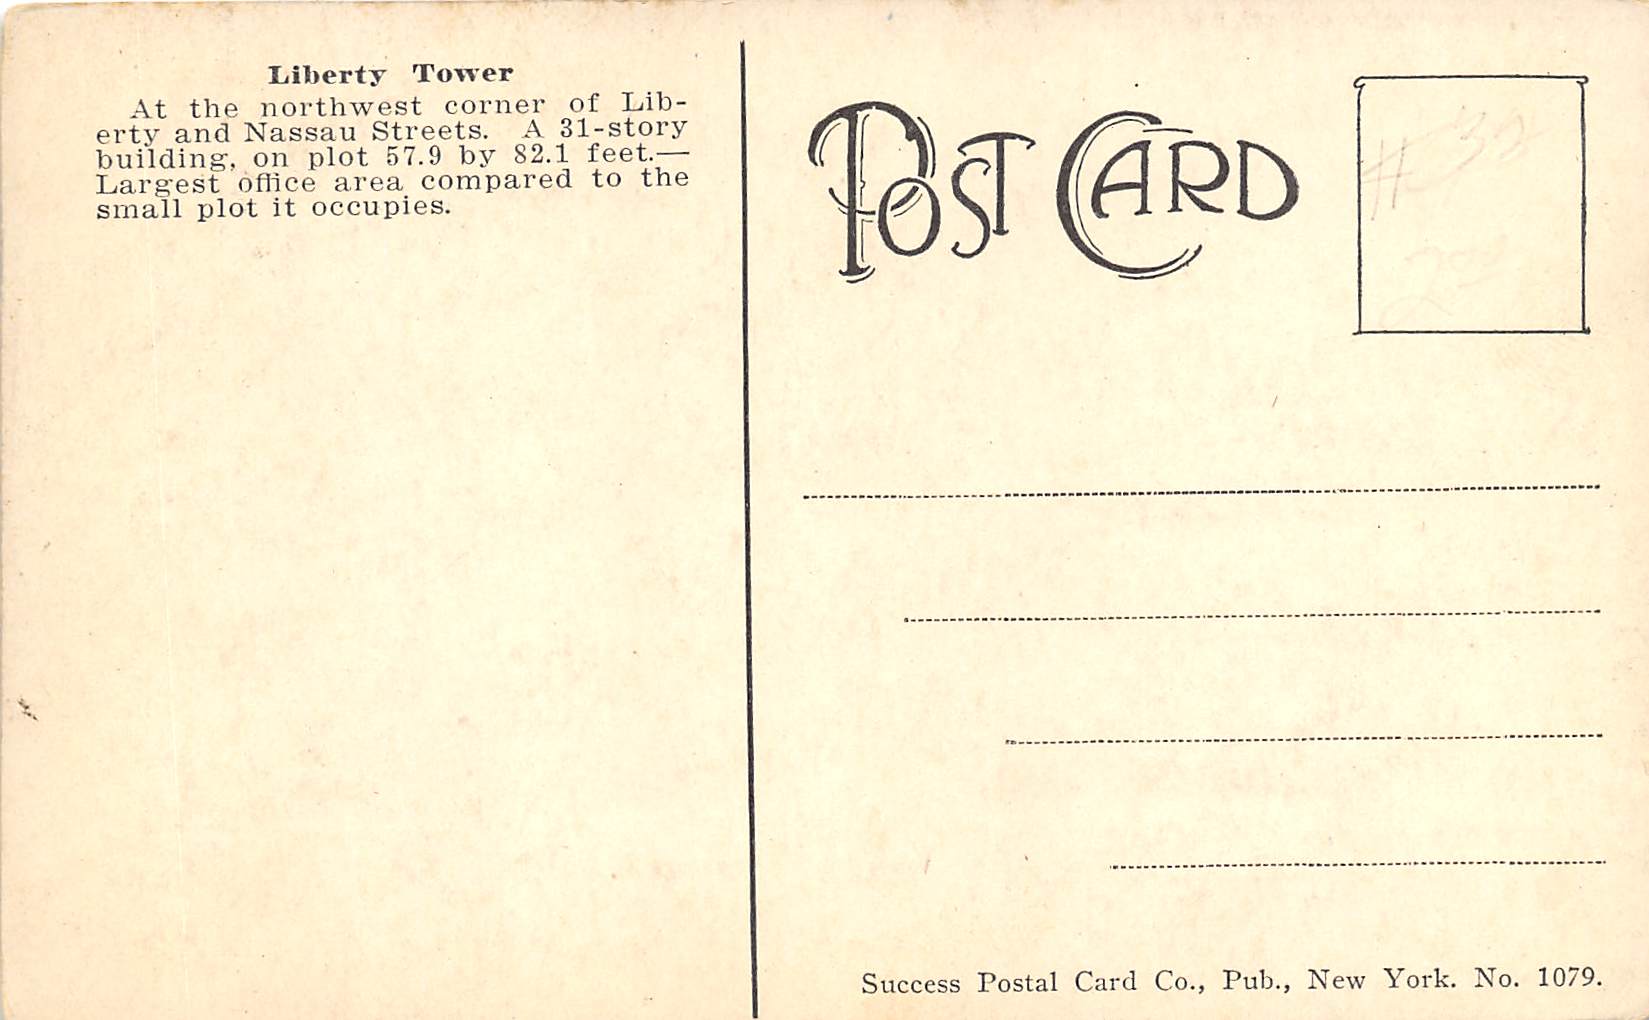 Liberty Tower
At the northwest corner of Lib-
erty and Nassau Streets. A 31-story
building, on plot 57.9 by 82.1 feet.—
Largest office area compared to the
small plot it occupies.
POST CARD
Success Postal Card Co., Pub., New York. No. 1079.